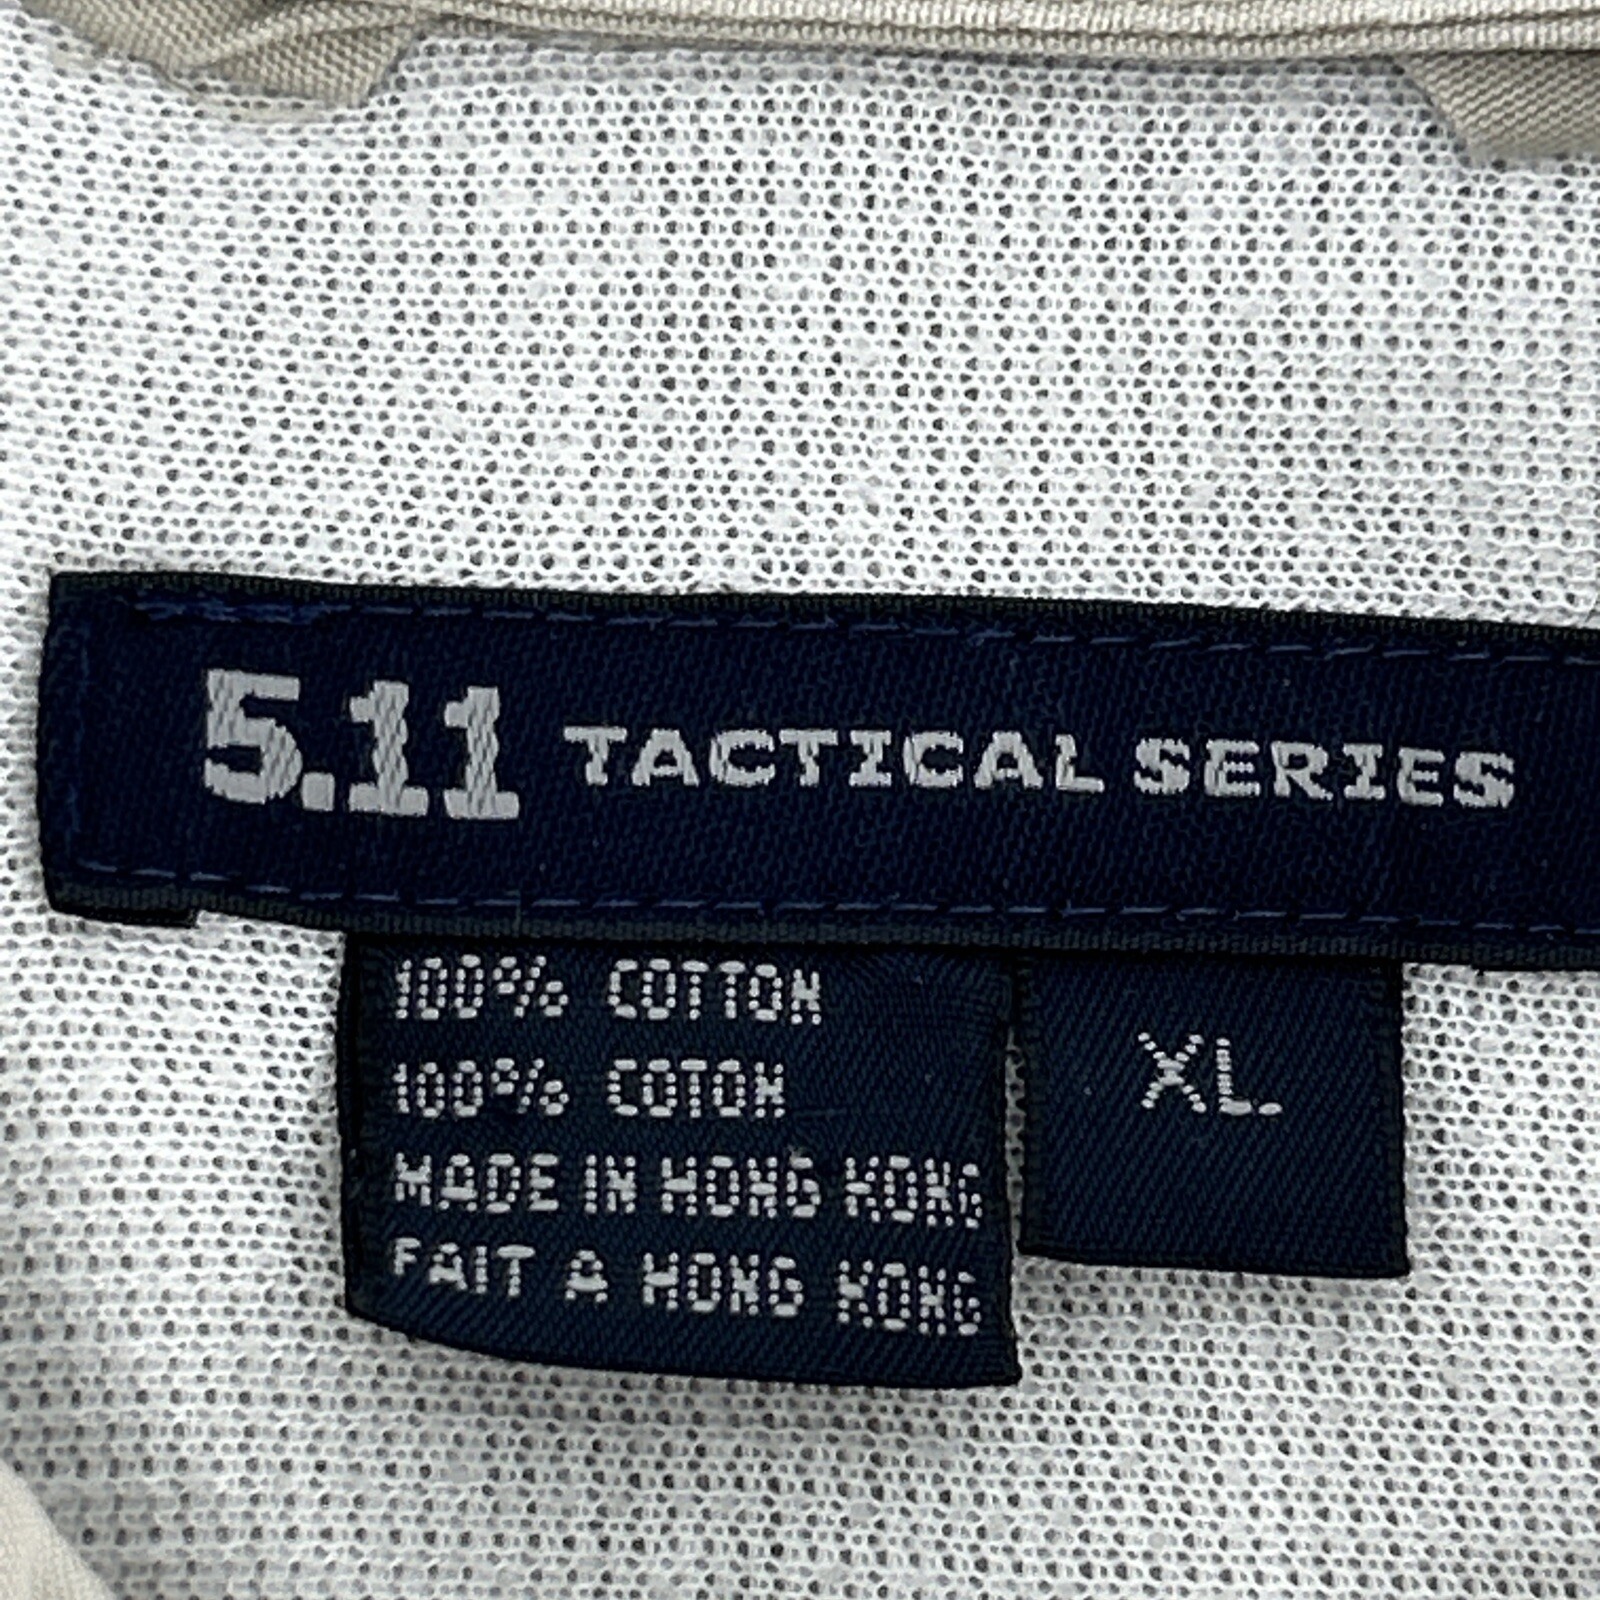 5.11 TACTICAL SERIES
100% COTTON
100% COTON
MADE IN HONG KONG
FAIT A HONG KONG
XL.